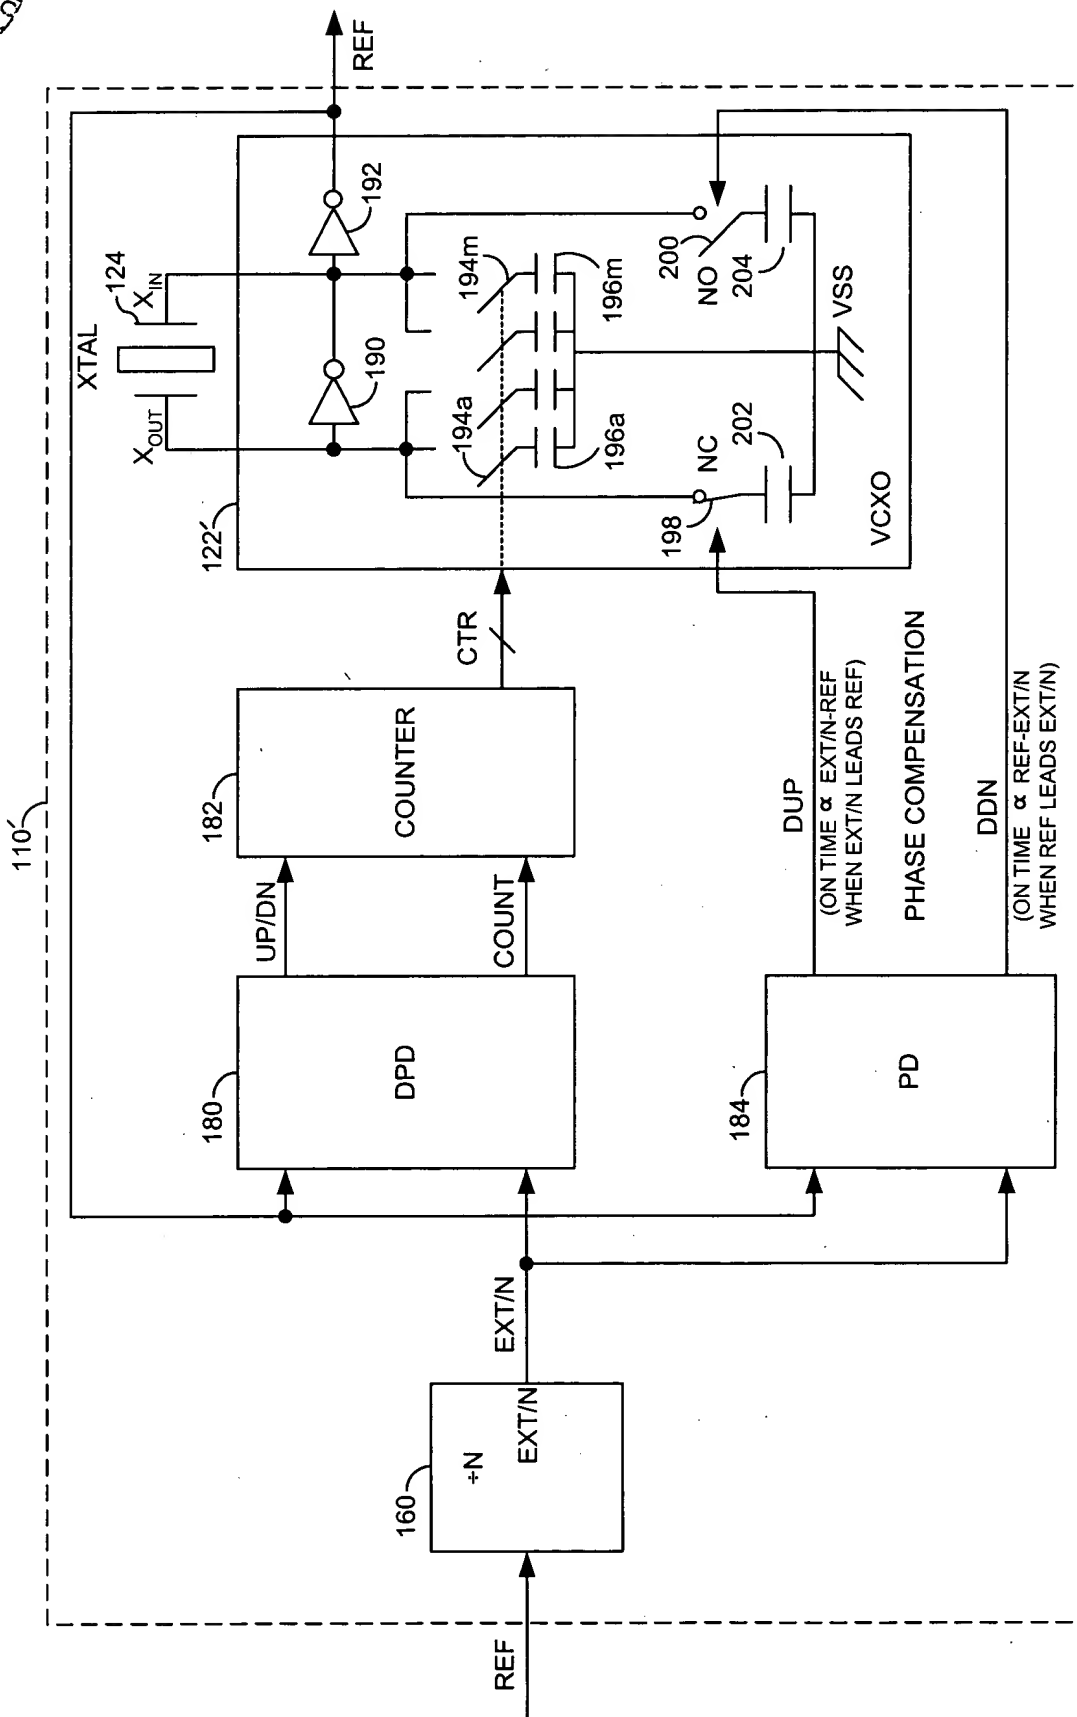 110′
REF
160
÷N
EXT/N
EXT/N
180
DPD
UP/DN
COUNT
182
COUNTER
CTR
184
PD
DUP
(ON TIME ∝ EXT/N-REF
WHEN EXT/N LEADS REF)
PHASE COMPENSATION
DDN
(ON TIME ∝ REF-EXT/N
WHEN REF LEADS EXT/N)
122′
XTAL
124
XOUT
XIN
190
192
194a
194m
196a
196m
198
NC
202
200
NO
204
VCXO
VSS
REF